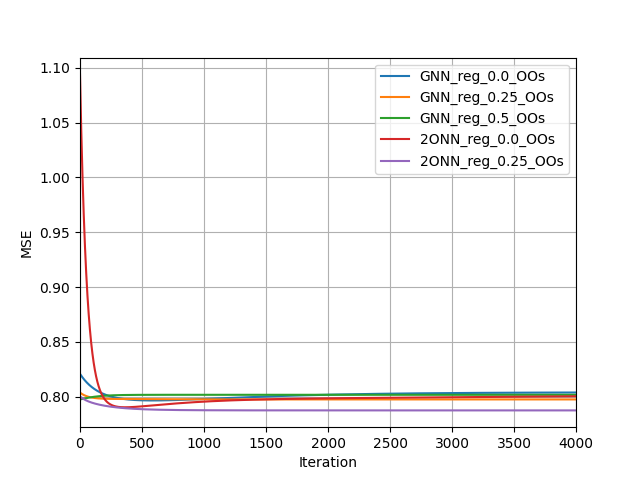 1.10
1.05
1.00
0.95
0.90
0.85
0.80
MSE
0 500 1000 1500 2000 2500 3000 3500 4000
Iteration
GNN_reg_0.0_OOs
GNN_reg_0.25_OOs
GNN_reg_0.5_OOs
2ONN_reg_0.0_OOs
2ONN_reg_0.25_OOs